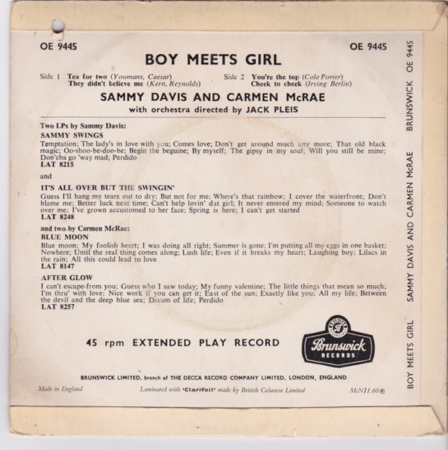 OE 9445 OE 9445
BOY MEETS GIRL
Side 1 Tea for two (Youmans, Caesar) Side 2 You're the top (Cole Porter)
They didn't believe me (Kern, Reynolds) Cheek to cheek (Irving Berlin)
SAMMY DAVIS AND CARMEN McRAE
with orchestra directed by JACK PLEIS
Two LPs by Sammy Davis:
SAMMY SWINGS
Temptation; The lady's in love with you; Comes love; Don't get around much any more; That old black
magic; Oo-shoo-be-doo-be; Begin the beguine; By myself; The gipsy in my soul; Will you still be mine;
Don'cha go 'way mad; Perdido
LAT 8215
and
IT'S ALL OVER BUT THE SWINGIN'
Guess I'll hang my tears out to dry; But not for me; Where's that rainbow; I cover the waterfront; Don't
blame me; Better luck next time; Can't help lovin' dat girl; It never entered my mind; Someone to watch
over me; I've grown accustomed to her face; Spring is here; I can't get started
LAT 8248
and two by Carmen McRae:
BLUE MOON
Blue moon; My foolish heart; I was doing all right; Summer is gone; I'm putting all my eggs in one basket;
Nowhere; Until the real thing comes along; Lush life; Even if it breaks my heart; Laughing boy; Lilacs in
the rain; All this could lead to love
LAT 8147
AFTER GLOW
I can't escape from you; Guess who I saw today; My funny valentine; The little things that mean so much;
I'm thru' with love; Nice work if you can get it; East of the sun; Exactly like you; All my life; Between
the devil and the deep blue sea; Dream of life; Perdido
LAT 8257
45 rpm EXTENDED PLAY RECORD
Brunswick
RECORDS
BRUNSWICK LIMITED, branch of THE DECCA RECORD COMPANY LIMITED, LONDON, ENGLAND
Made in England Laminated with 'Clarifoil' made by British Celanese Limited McNH 60
BOY MEETS GIRL SAMMY DAVIS AND CARMEN McRAE BRUNSWICK OE 9445